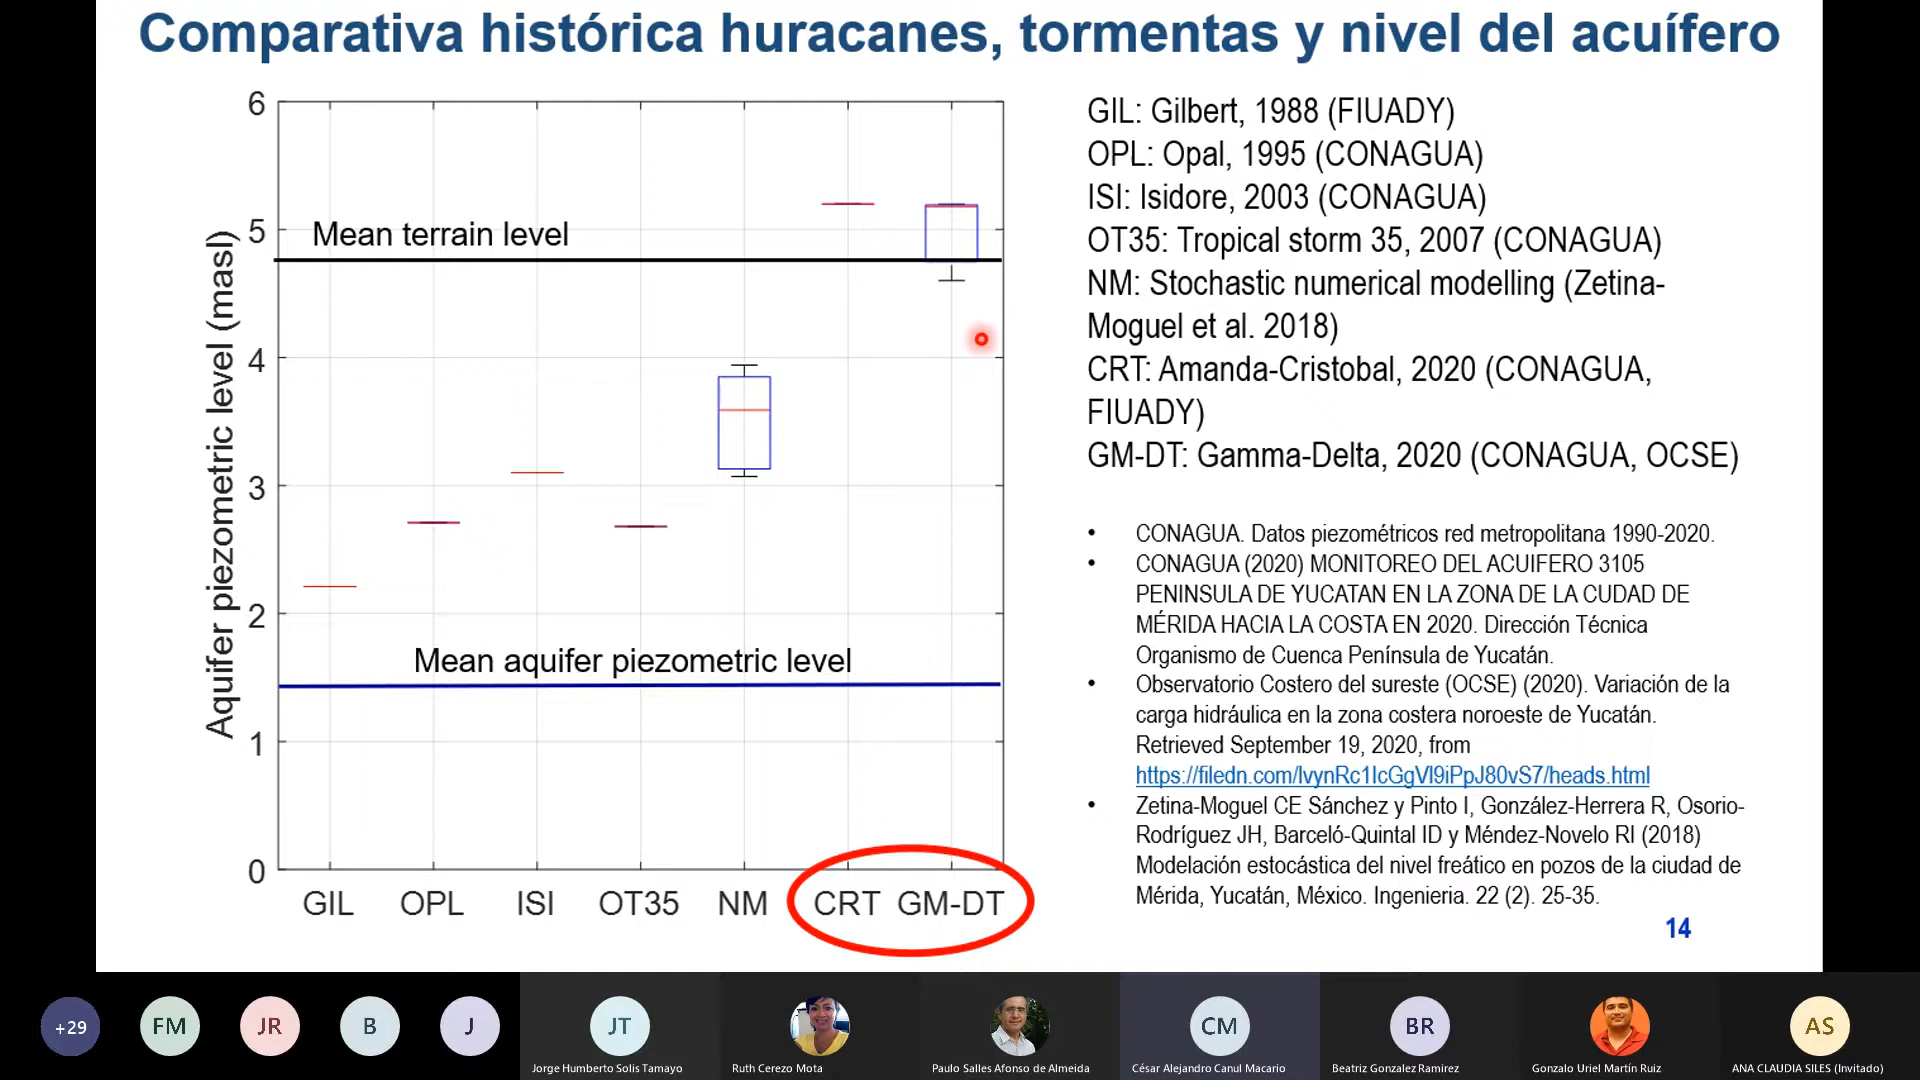 Comparativa histórica huracanes, tormentas y nivel del acuífero
Aquifer piezometric level (masl)
6
5
4
3
2
1
0
Mean terrain level
Mean aquifer piezometric level
GIL
OPL
ISI
OT35
NM
CRT
GM-DT
GIL: Gilbert, 1988 (FIUADY)
OPL: Opal, 1995 (CONAGUA)
ISI: Isidore, 2003 (CONAGUA)
OT35: Tropical storm 35, 2007 (CONAGUA)
NM: Stochastic numerical modelling (Zetina-
Moguel et al. 2018)
CRT: Amanda-Cristobal, 2020 (CONAGUA,
FIUADY)
GM-DT: Gamma-Delta, 2020 (CONAGUA, OCSE)
• CONAGUA. Datos piezométricos red metropolitana 1990-2020.
• CONAGUA (2020) MONITOREO DEL ACUIFERO 3105
PENINSULA DE YUCATAN EN LA ZONA DE LA CUDAD DE
MÉRIDA HACIA LA COSTA EN 2020. Dirección Técnica
Organismo de Cuenca Península de Yucatán.
• Observatorio Costero del sureste (OCSE) (2020). Variación de la
carga hidráulica en la zona costera noroeste de Yucatán.
Retrieved September 19, 2020, from
https://filedn.com/lvynRc1IcGgVl9iPpJ80vS7/heads.html
• Zetina-Moguel CE Sánchez y Pinto I, González-Herrera R, Osorio-
Rodríguez JH, Barceló-Quintal ID y Méndez-Novelo RI (2018)
Modelación estocástica del nivel freático en pozos de la ciudad de
Mérida, Yucatán, México. Ingenieria. 22 (2). 25-35.
14
+29
FM
JR
B
J
JT
CM
BR
AS
Jorge Humberto Solis Tamayo
Ruth Cerezo Mota
Paulo Salles Afonso de Almeida
César Alejandro Canul Macario
Beatriz Gonzalez Ramirez
Gonzalo Uriel Martín Ruiz
ANA CLAUDIA SILES (Invitado)